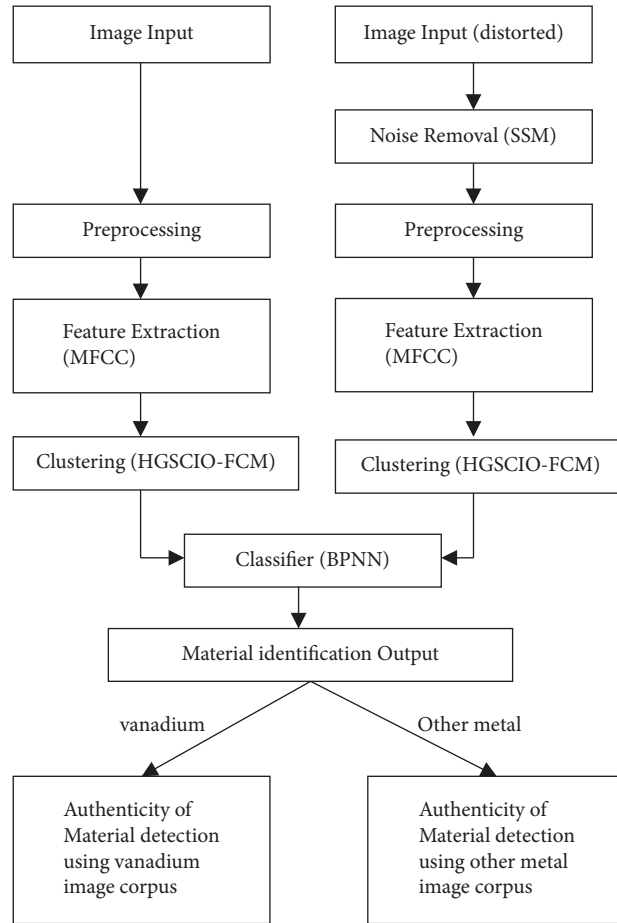 Image Input
Image Input (distorted)
Noise Removal (SSM)
Preprocessing
Preprocessing
Feature Extraction
(MFCC)
Feature Extraction
(MFCC)
Clustering (HGSCIO-FCM)
Clustering (HGSCIO-FCM)
Classifier (BPNN)
Material identification Output
vanadium
Other metal
Authenticity of
Material detection
using vanadium
image corpus
Authenticity of
Material detection
using other metal
image corpus